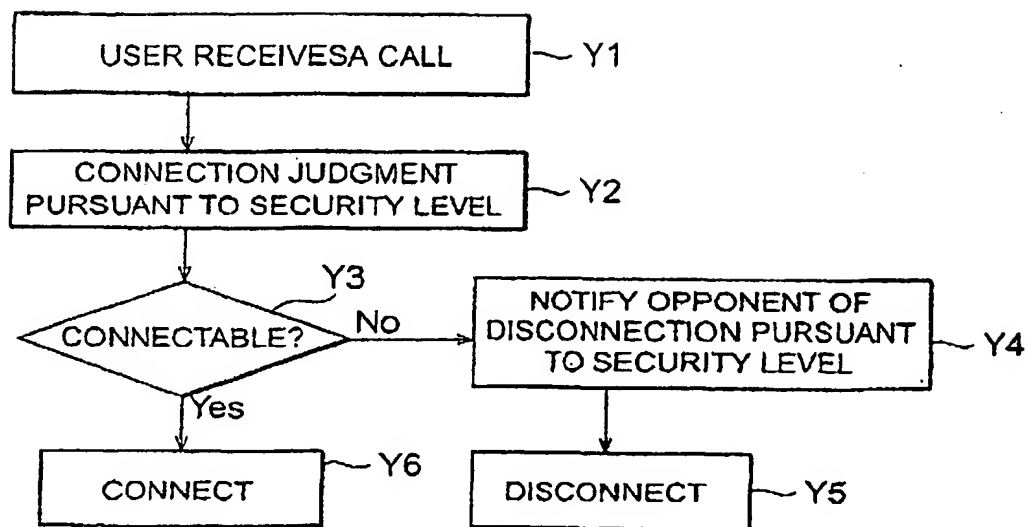 USER RECEIVESA CALL
Y1
CONNECTION JUDGMENT
PURSUANT TO SECURITY LEVEL
Y2
Y3
CONNECTABLE?
No
Yes
NOTIFY OPPONENT OF
DISCONNECTION PURSUANT
TO SECURITY LEVEL
Y4
CONNECT
Y6
DISCONNECT
Y5